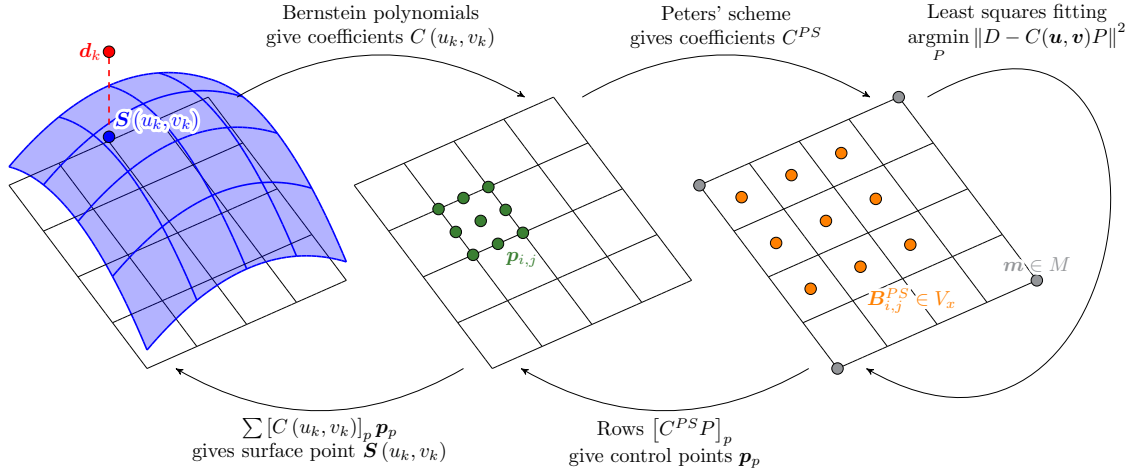 Bernstein polynomials
give coefficients C (u_k, v_k)
Peters' scheme
gives coefficients C^{PS}
Least squares fitting
argmin_P ‖D − C(u, v)P‖²
d_k
S(u_k, v_k)
p_{i,j}
m ∈ M
B^{PS}_{i,j} ∈ V_x
∑ [C (u_k, v_k)]_p p_p
gives surface point S (u_k, v_k)
Rows [C^{PS} P]_p
give control points p_p